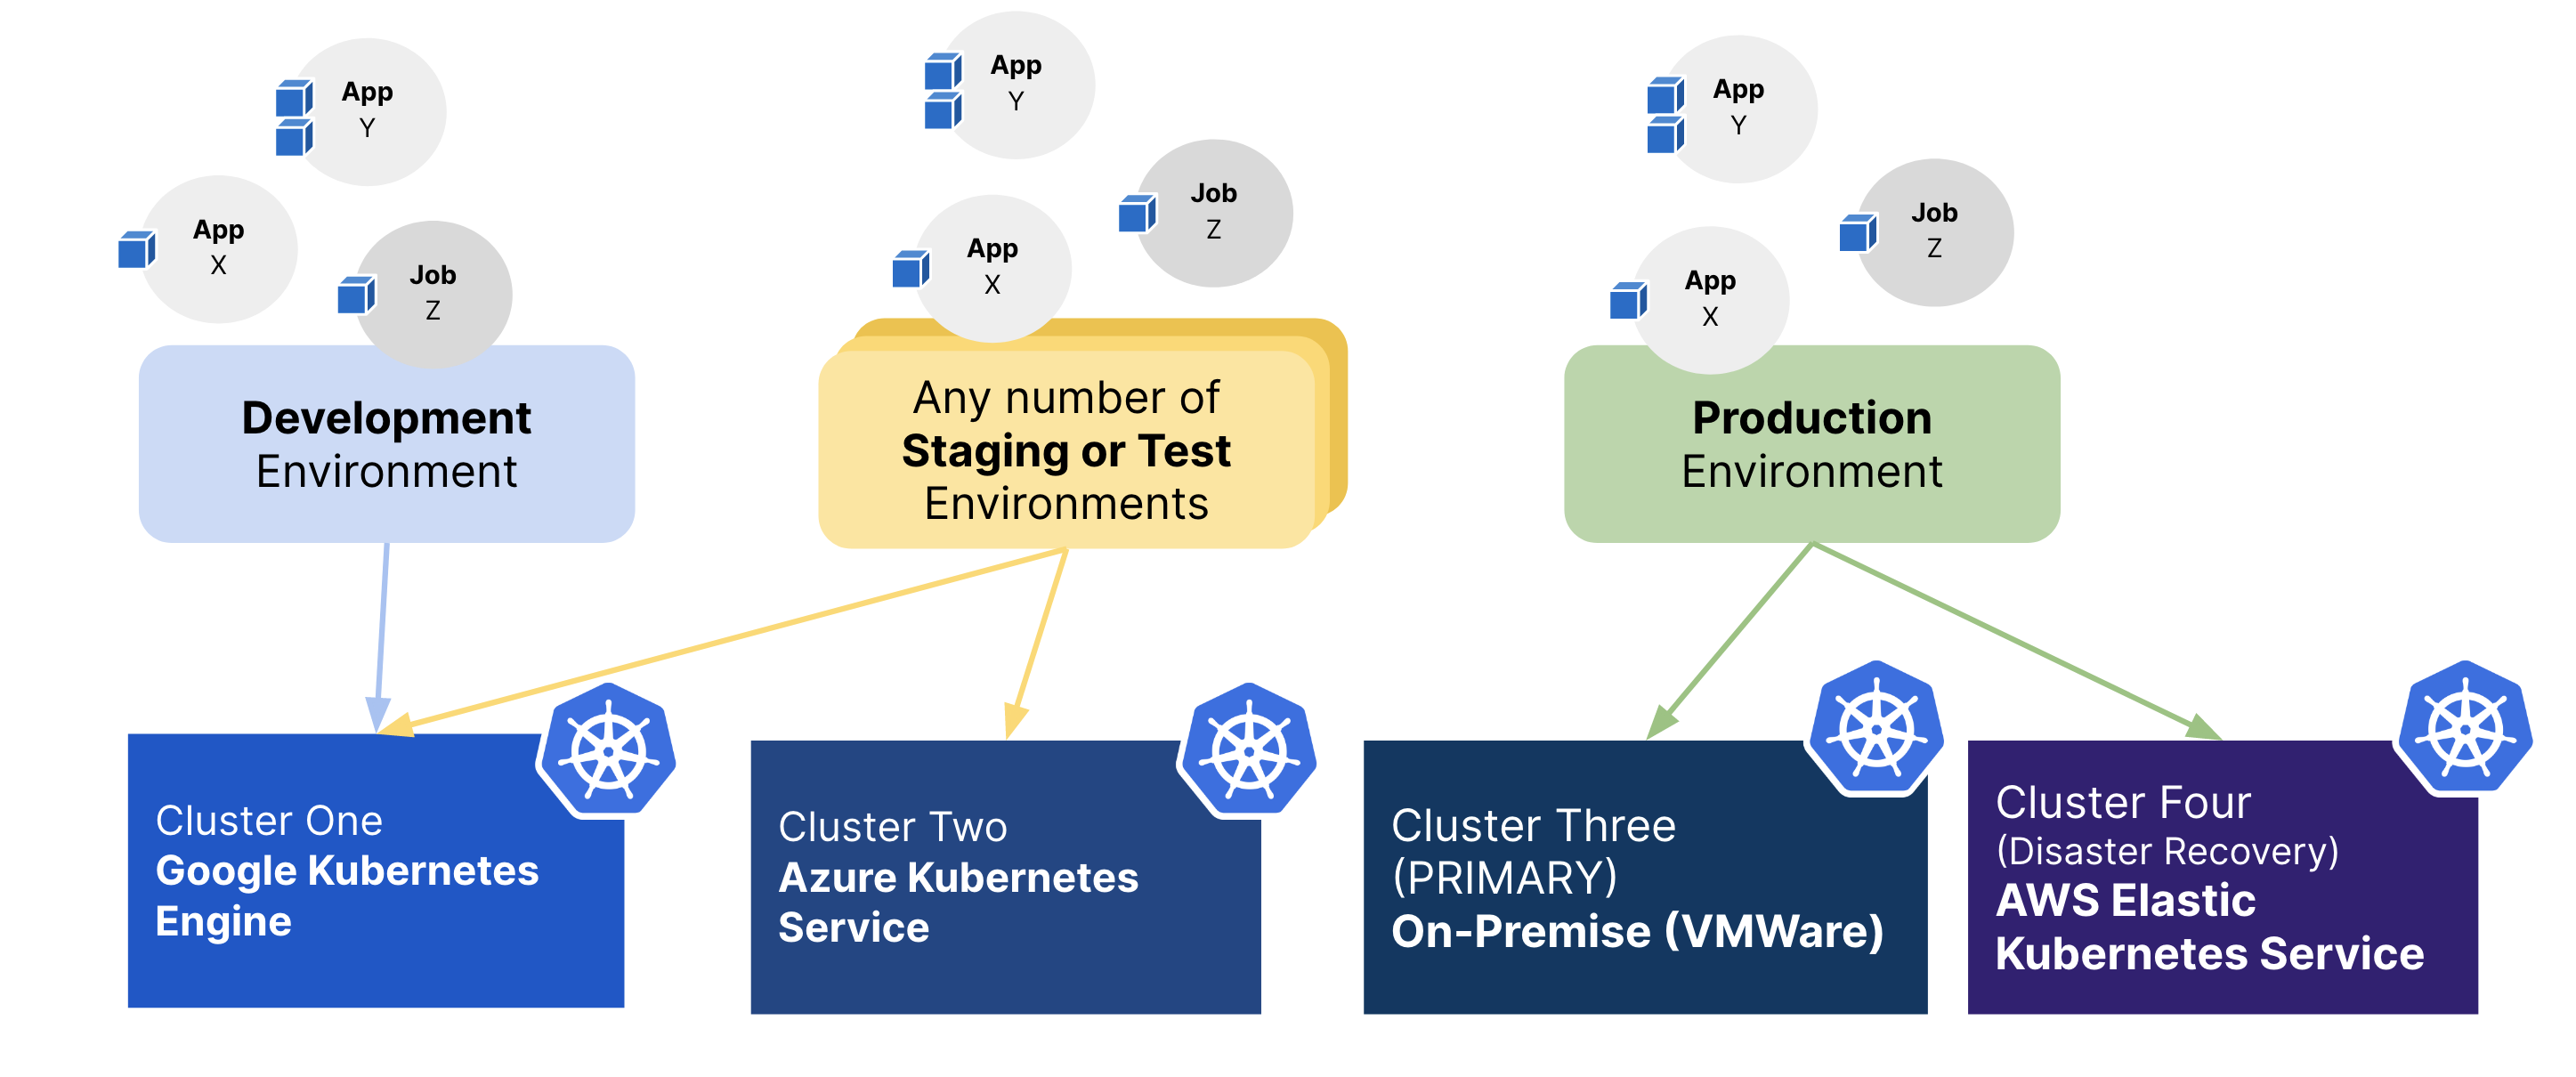 App
Y
App
X
Job
Z
Development
Environment
App
Y
Job
Z
App
X
Any number of
Staging or Test
Environments
App
Y
Job
Z
App
X
Production
Environment
Cluster One
Google Kubernetes
Engine
Cluster Two
Azure Kubernetes
Service
Cluster Three
(PRIMARY)
On-Premise (VMWare)
Cluster Four
(Disaster Recovery)
AWS Elastic
Kubernetes Service